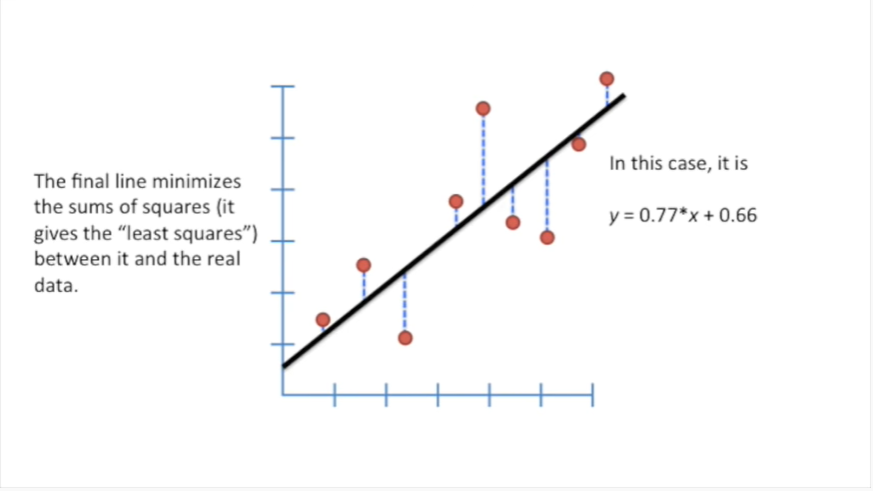 The final line minimizes
the sums of squares (it
gives the “least squares”)
between it and the real
data.
In this case, it is
y = 0.77*x + 0.66